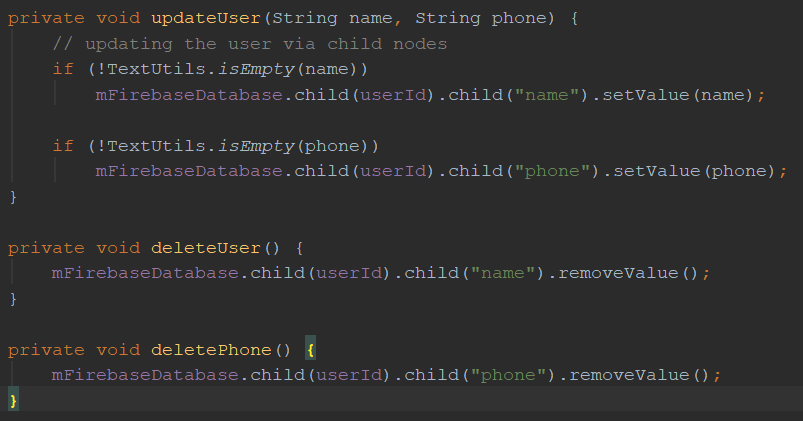 private void updateUser(String name, String phone) {
// updating the user via child nodes
if (!TextUtils.isEmpty(name))
mFirebaseDatabase.child(userId).child("name").setValue(name);
if (!TextUtils.isEmpty(phone))
mFirebaseDatabase.child(userId).child("phone").setValue(phone);
}
private void deleteUser() {
mFirebaseDatabase.child(userId).child("name").removeValue();
}
private void deletePhone() {
mFirebaseDatabase.child(userId).child("phone").removeValue();
}